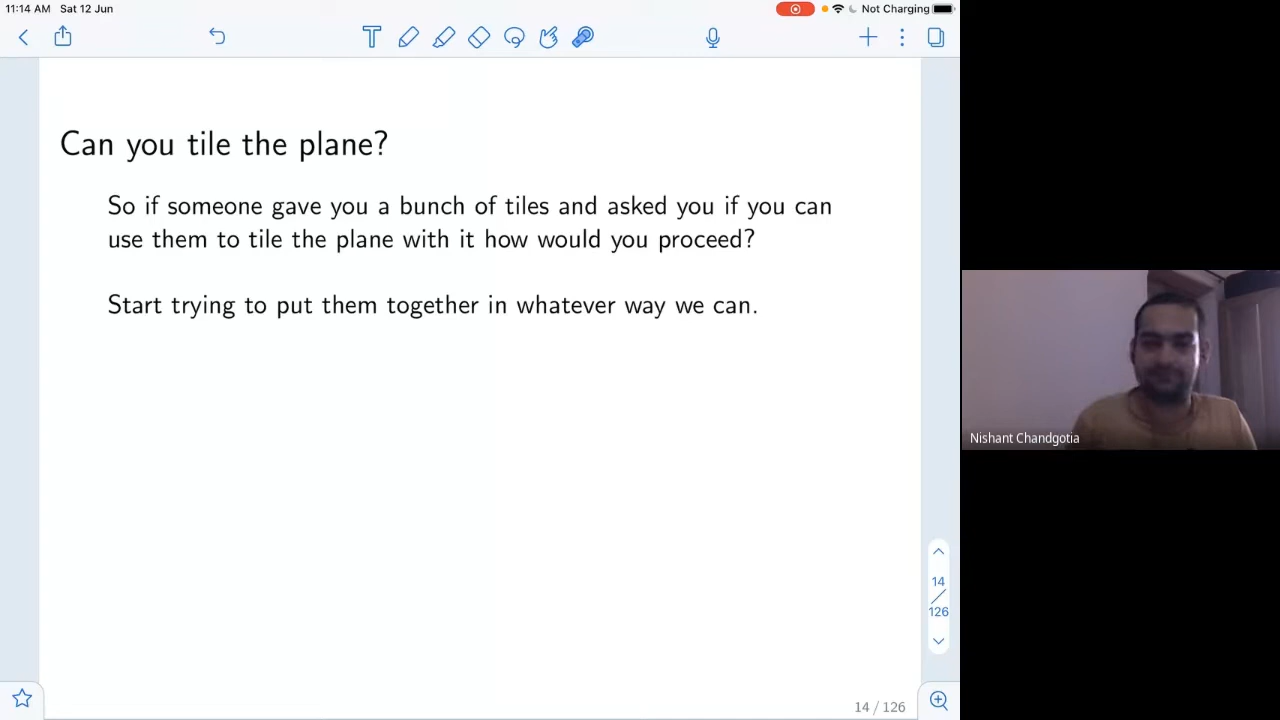 11:14 AM Sat 12 Jun
Not Charging
T
Can you tile the plane?
So if someone gave you a bunch of tiles and asked you if you can
use them to tile the plane with it how would you proceed?
Start trying to put them together in whatever way we can.
Nishant Chandgotia
14
126
14 / 126